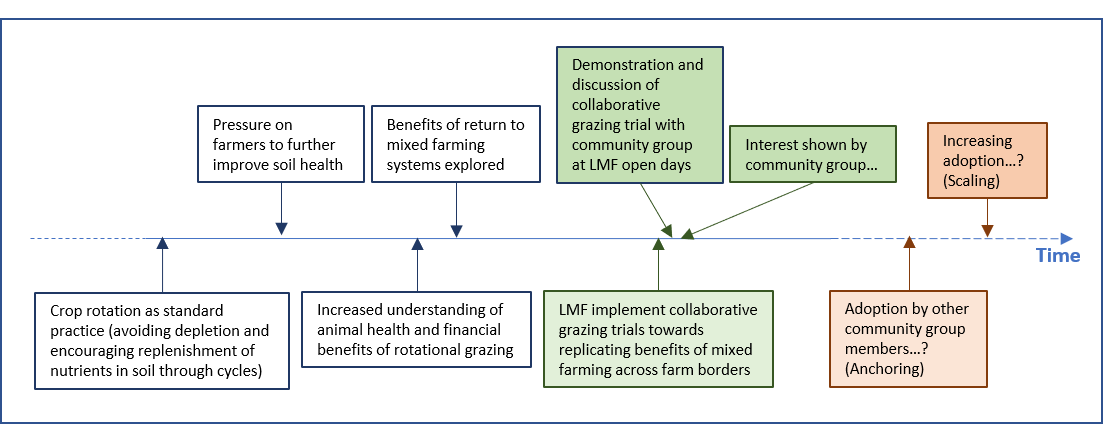 Demonstration and
discussion of
collaborative
grazing trial with
community group
at LMF open days
Pressure on
farmers to further
improve soil health
Benefits of return to
mixed farming
systems explored
Interest shown by
community group...
Increasing
adoption...?
(Scaling)
Time
Crop rotation as standard
practice (avoiding depletion and
encouraging replenishment of
nutrients in soil through cycles)
Increased understanding of
animal health and financial
benefits of rotational grazing
LMF implement collaborative
grazing trials towards
replicating benefits of mixed
farming across farm borders
Adoption by other
community group
members...?
(Anchoring)